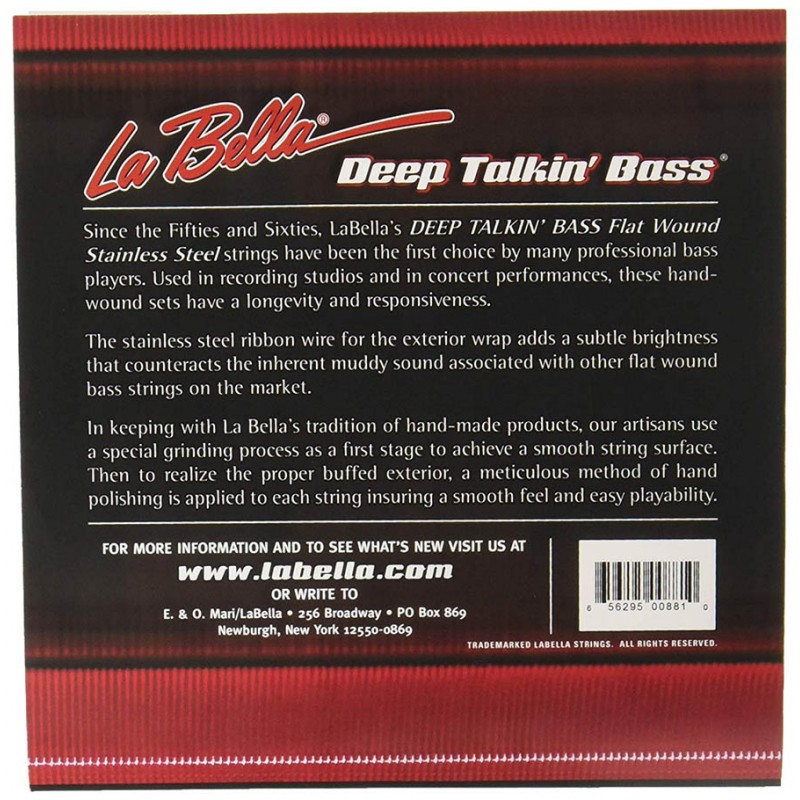 La Bella®
Deep Talkin' Bass®
Since the Fifties and Sixties, LaBella's DEEP TALKIN' BASS Flat Wound
Stainless Steel strings have been the first choice by many professional bass
players. Used in recording studios and in concert performances, these hand-
wound sets have a longevity and responsiveness.
The stainless steel ribbon wire for the exterior wrap adds a subtle brightness
that counteracts the inherent muddy sound associated with other flat wound
bass strings on the market.
In keeping with La Bella's tradition of hand-made products, our artisans use
a special grinding process as a first stage to achieve a smooth string surface.
Then to realize the proper buffed exterior, a meticulous method of hand
polishing is applied to each string insuring a smooth feel and easy playability.
FOR MORE INFORMATION AND TO SEE WHAT'S NEW VISIT US AT
www.labella.com
OR WRITE TO
E. & O. Mari/LaBella • 256 Broadway • PO Box 869
Newburgh, New York 12550-0869
6 56295 00881 0
TRADEMARKED LABELLA STRINGS. ALL RIGHTS RESERVED.